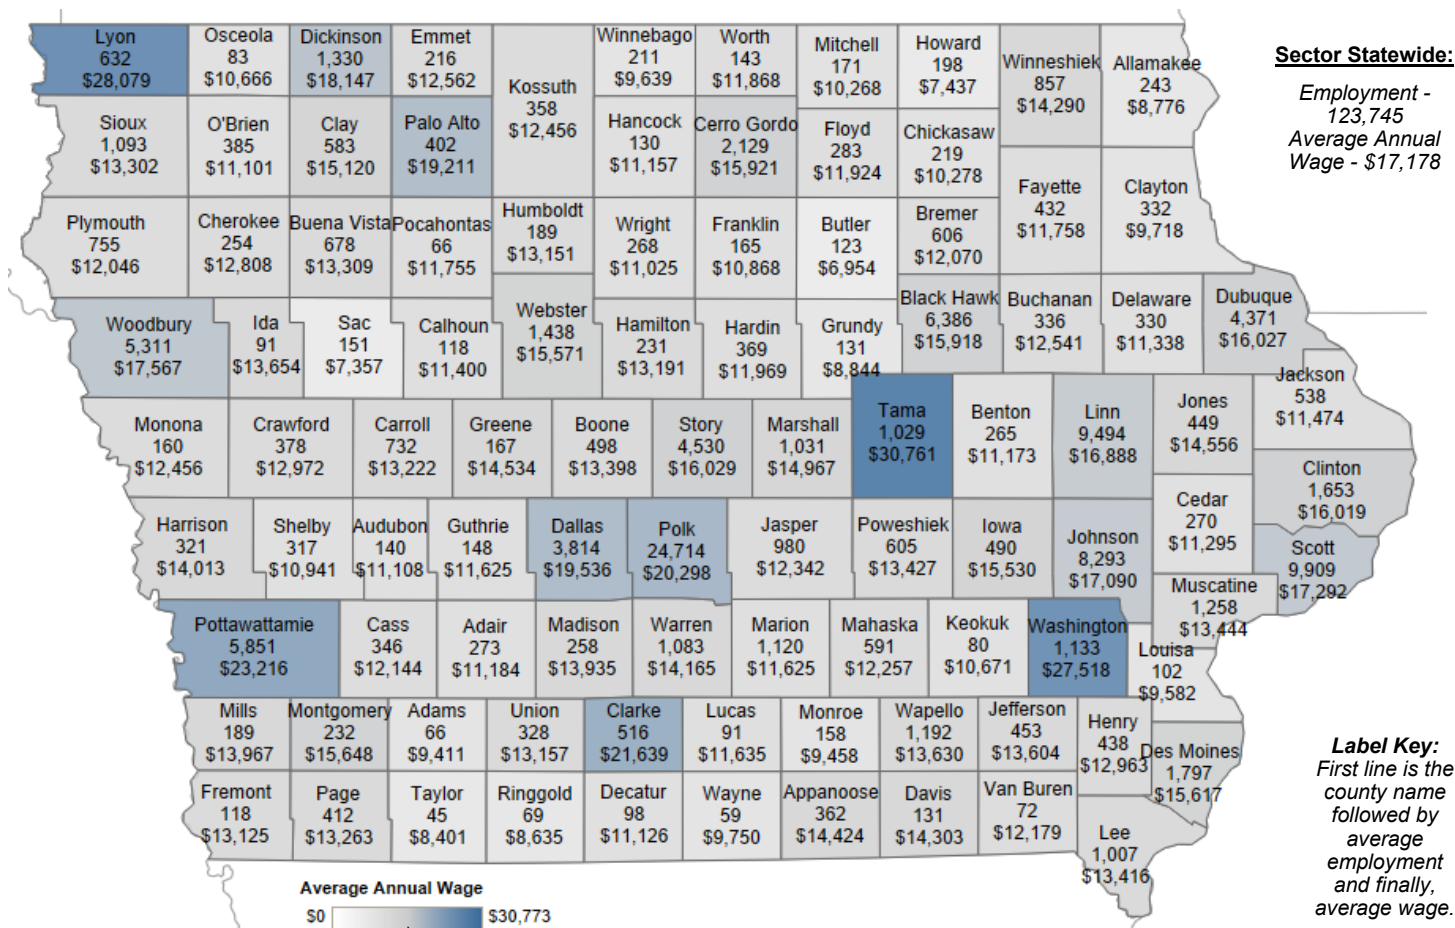 Lyon
632
$28,079
Osceola
83
$10,666
Dickinson
1,330
$18,147
Emmet
216
$12,562
Kossuth
358
$12,456
Winnebago
211
$9,639
Worth
143
$11,868
Mitchell
171
$10,268
Howard
198
$7,437
Winneshiek
857
$14,290
Allamakee
243
$8,776
Sector Statewide:
Employment -
123,745
Average Annual
Wage - $17,178
Sioux
1,093
$13,302
O'Brien
385
$11,101
Clay
583
$15,120
Palo Alto
402
$19,211
Hancock
130
$11,157
Cerro Gordo
2,129
$15,921
Floyd
283
$11,924
Chickasaw
219
$10,278
Fayette
432
$11,758
Clayton
332
$9,718
Plymouth
755
$12,046
Cherokee
254
$12,808
Buena Vista
678
$13,309
Pocahontas
66
$11,755
Humboldt
189
$13,151
Wright
268
$11,025
Franklin
165
$10,868
Butler
123
$6,954
Bremer
606
$12,070
Woodbury
5,311
$17,567
Ida
91
$13,654
Sac
151
$7,357
Calhoun
118
$11,400
Webster
1,438
$15,571
Hamilton
231
$13,191
Hardin
369
$11,969
Grundy
131
$8,844
Black Hawk
6,386
$15,918
Buchanan
336
$12,541
Delaware
330
$11,338
Dubuque
4,371
$16,027
Jackson
538
$11,474
Monona
160
$12,456
Crawford
378
$12,972
Carroll
732
$13,222
Greene
167
$14,534
Boone
498
$13,398
Story
4,530
$16,029
Marshall
1,031
$14,967
Tama
1,029
$30,761
Benton
265
$11,173
Linn
9,494
$16,888
Jones
449
$14,556
Clinton
1,653
$16,019
Harrison
321
$14,013
Shelby
317
$10,941
Audubon
140
$11,108
Guthrie
148
$11,625
Dallas
3,814
$19,536
Polk
24,714
$20,298
Jasper
980
$12,342
Poweshiek
605
$13,427
Iowa
490
$15,530
Johnson
8,293
$17,090
Cedar
270
$11,295
Scott
9,909
$17,292
Muscatine
1,258
$13,444
Pottawattamie
5,851
$23,216
Cass
346
$12,144
Adair
273
$11,184
Madison
258
$13,935
Warren
1,083
$14,165
Marion
1,120
$11,625
Mahaska
591
$12,257
Keokuk
80
$10,671
Washington
1,133
$27,518
Louisa
102
$9,582
Mills
189
$13,967
Montgomery
232
$15,648
Adams
66
$9,411
Union
328
$13,157
Clarke
516
$21,639
Lucas
91
$11,635
Monroe
158
$9,458
Wapello
1,192
$13,630
Jefferson
453
$13,604
Henry
438
$12,963
Des Moines
1,797
$15,617
Fremont
118
$13,125
Page
412
$13,263
Taylor
45
$8,401
Ringgold
69
$8,635
Decatur
98
$11,126
Wayne
59
$9,750
Appanoose
362
$14,424
Davis
131
$14,303
Van Buren
72
$12,179
Lee
1,007
$13,416
Label Key:
First line is the
county name
followed by
average
employment
and finally,
average wage.
Average Annual Wage
$0
$30,773